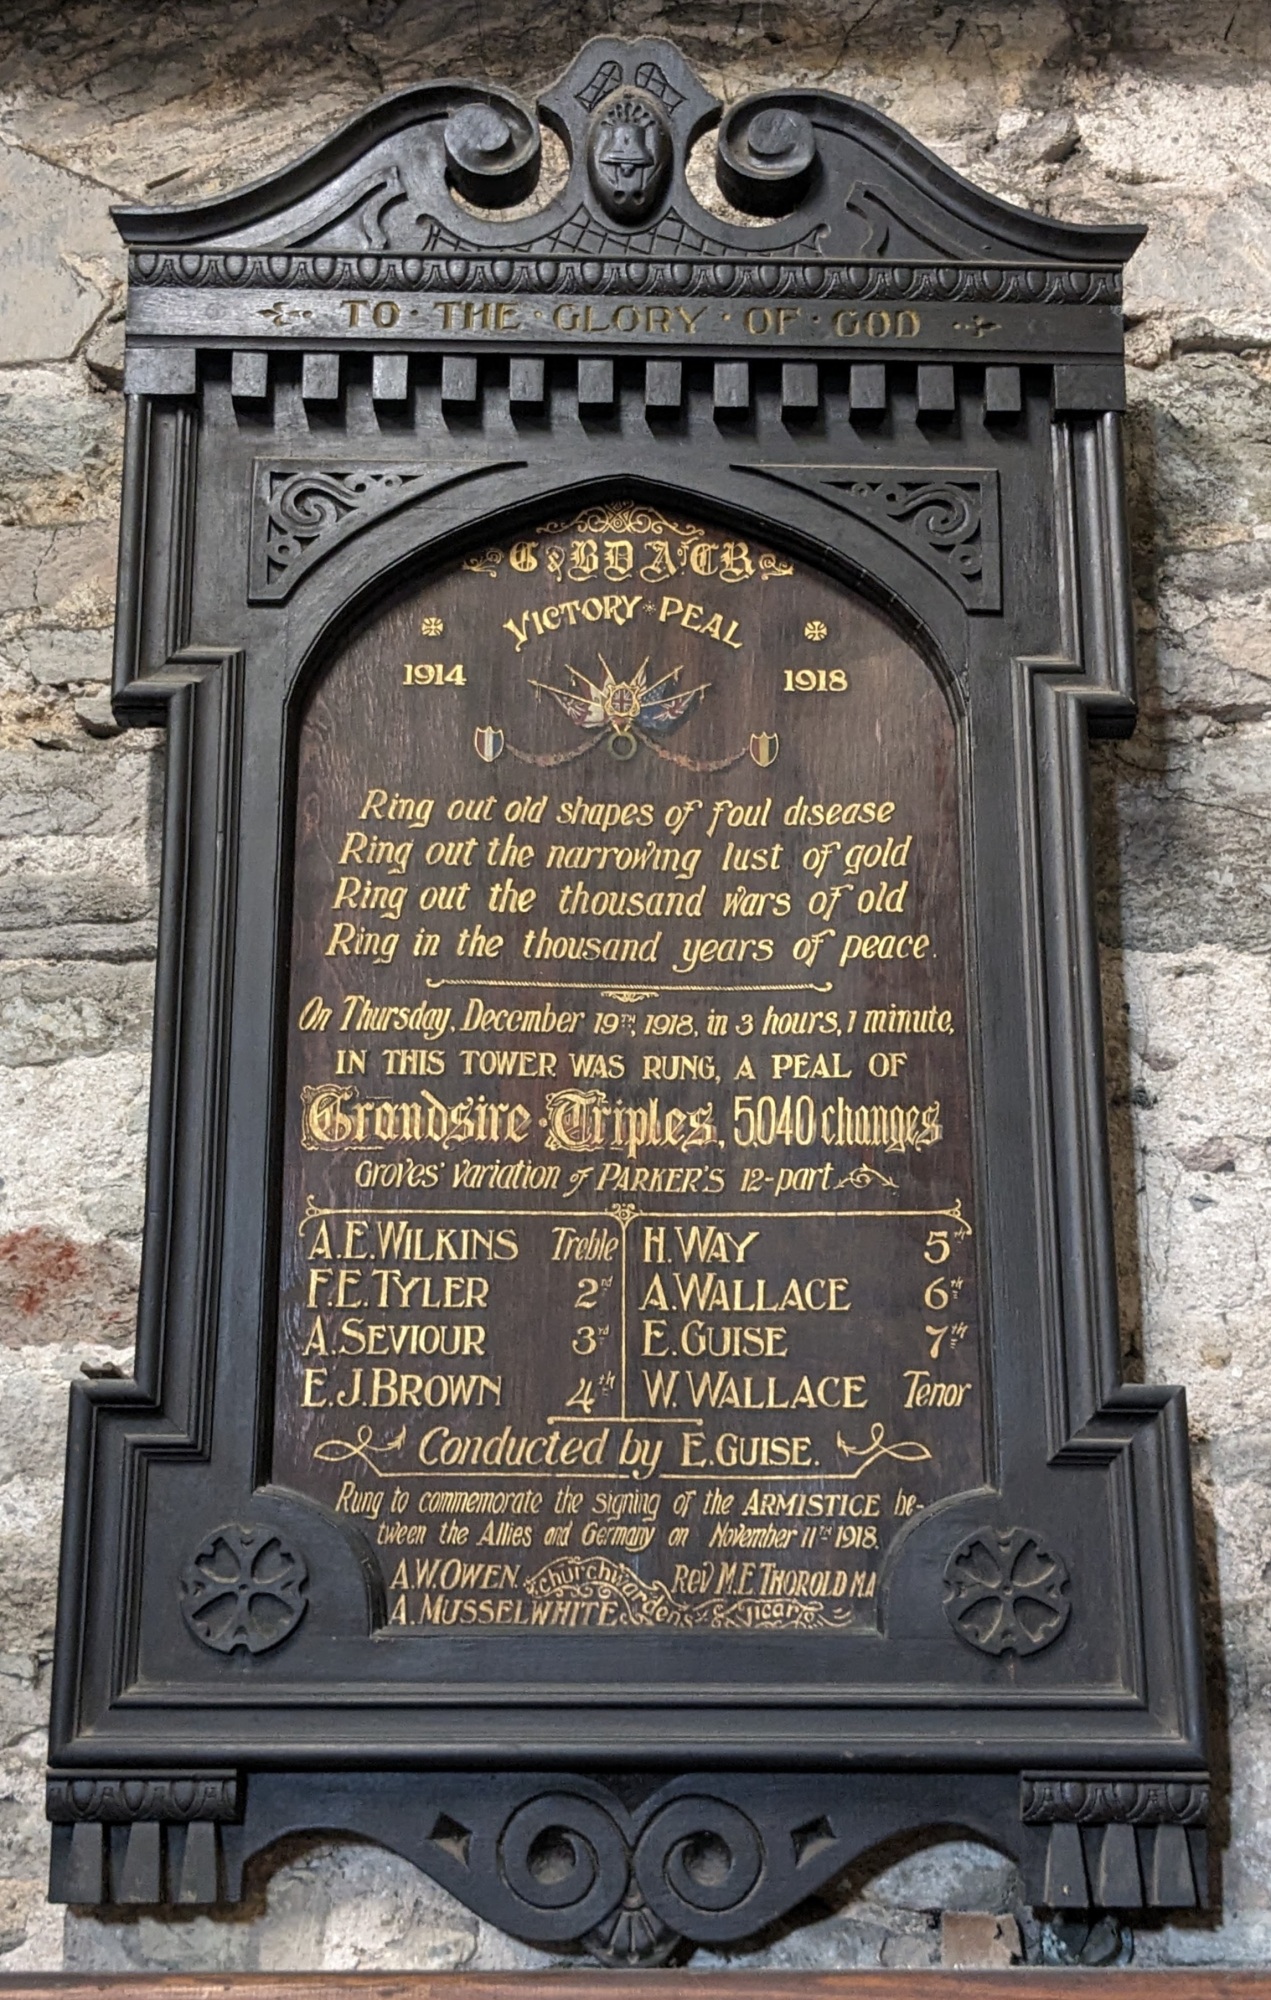 TO · THE · GLORY · OF · GOD
G & B D A of C R
VICTORY PEAL
1914 1918
Ring out old shapes of foul disease
Ring out the narrowing lust of gold
Ring out the thousand wars of old
Ring in the thousand years of peace.
On Thursday, December 19TH, 1918, in 3 hours, 1 minute,
IN THIS TOWER WAS RUNG, A PEAL OF
Grandsire · Triples, 5,040 changes
Groves' variation of PARKER'S 12-part
A.E. WILKINS Treble H. WAY 5th
F.E. TYLER 2nd A. WALLACE 6th
A. SEVIOUR 3rd E. GUISE 7th
E.J. BROWN 4th W. WALLACE Tenor
Conducted by E. GUISE.
Rung to commemorate the signing of the ARMISTICE be-
tween the Allies and Germany on November 11TH 1918.
A.W. OWEN. churchwardens Rev M.E. THOROLD MA
A. MUSSELWHITE Vicar